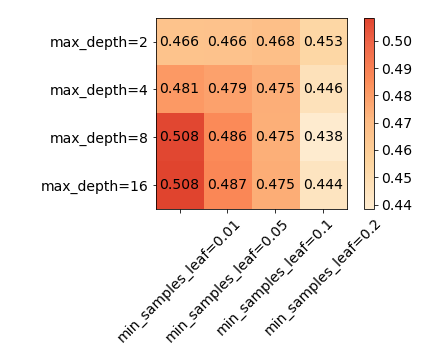 max_depth=2 0.466 0.466 0.468 0.453
max_depth=4 0.481 0.479 0.475 0.446
max_depth=8 0.508 0.486 0.475 0.438
max_depth=16 0.508 0.487 0.475 0.444
min_samples_leaf=0.01
min_samples_leaf=0.05
min_samples_leaf=0.1
min_samples_leaf=0.2
0.50
0.49
0.48
0.47
0.46
0.45
0.44